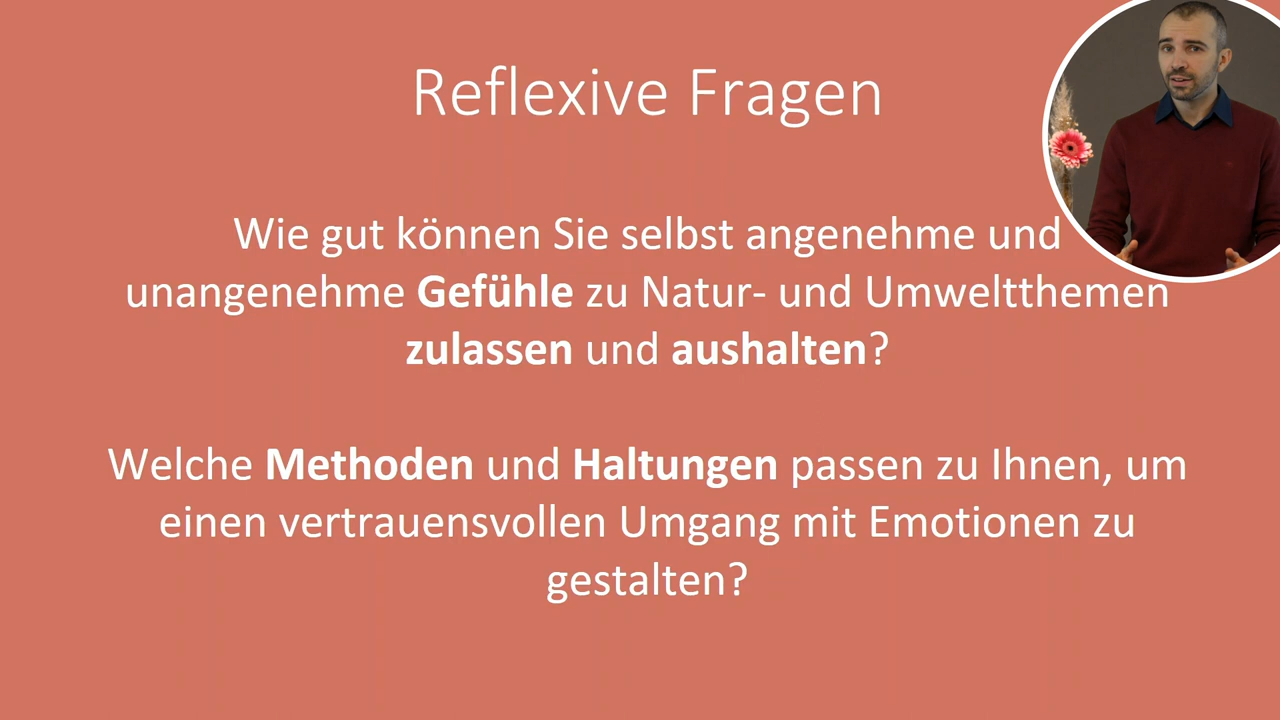 Reflexive Fragen
Wie gut können Sie selbst angenehme und
unangenehme Gefühle zu Natur- und Umweltthemen
zulassen und aushalten?
Welche Methoden und Haltungen passen zu Ihnen, um
einen vertrauensvollen Umgang mit Emotionen zu
gestalten?